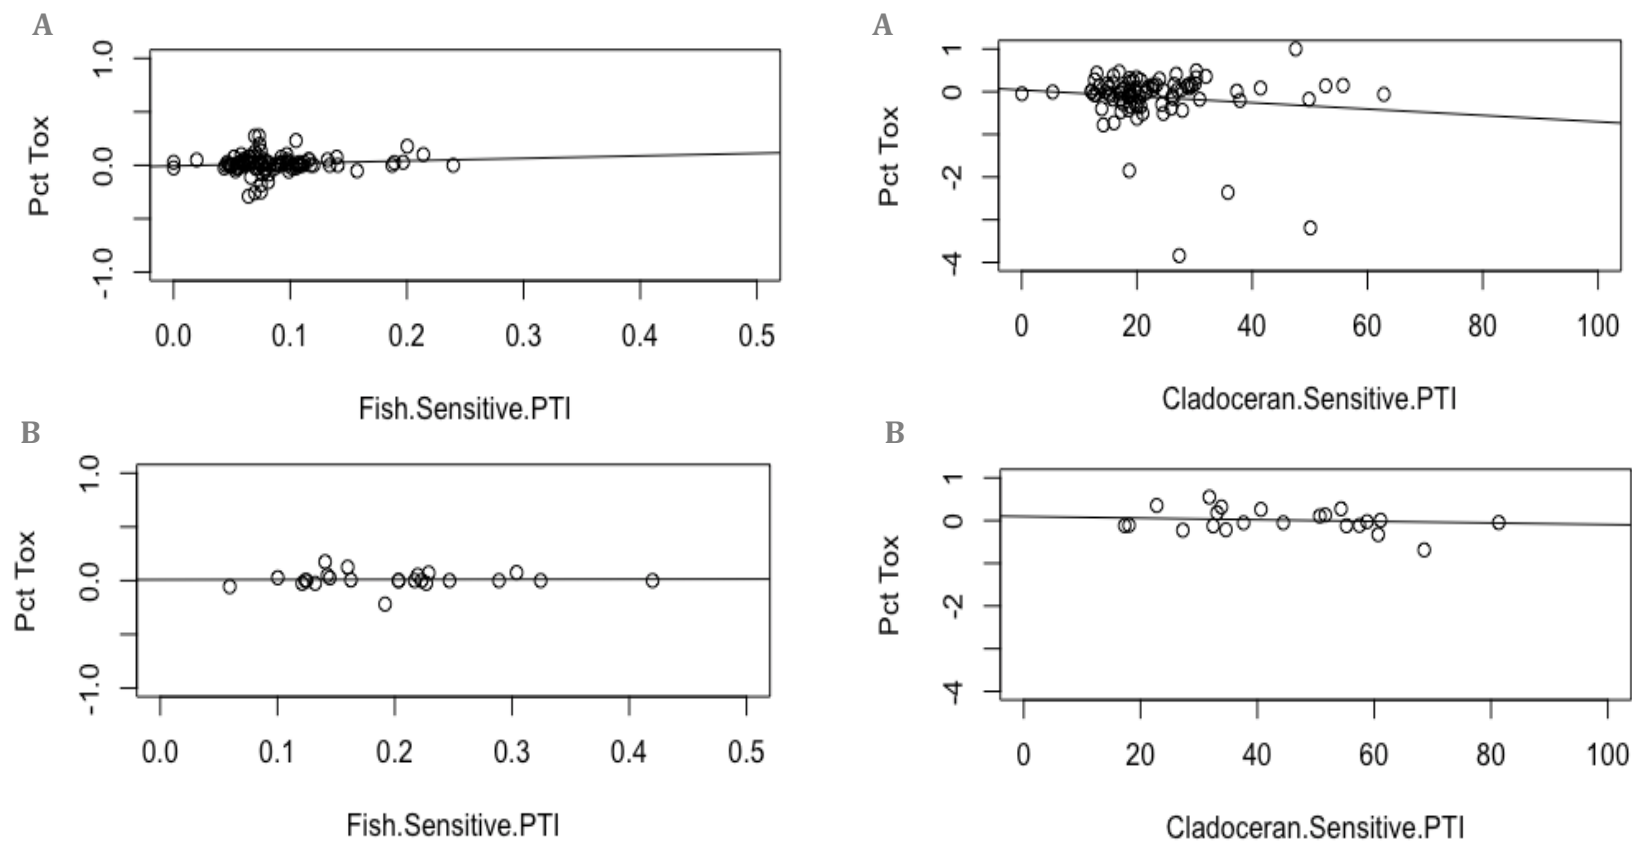 A
Pct Tox
1.0
0.0
-1.0
0.0 0.1 0.2 0.3 0.4 0.5
Fish.Sensitive.PTI
A
Pct Tox
1
0
-2
-4
0 20 40 60 80 100
Cladoceran.Sensitive.PTI
B
Pct Tox
1.0
0.0
-1.0
0.0 0.1 0.2 0.3 0.4 0.5
Fish.Sensitive.PTI
B
Pct Tox
1
0
-2
-4
0 20 40 60 80 100
Cladoceran.Sensitive.PTI